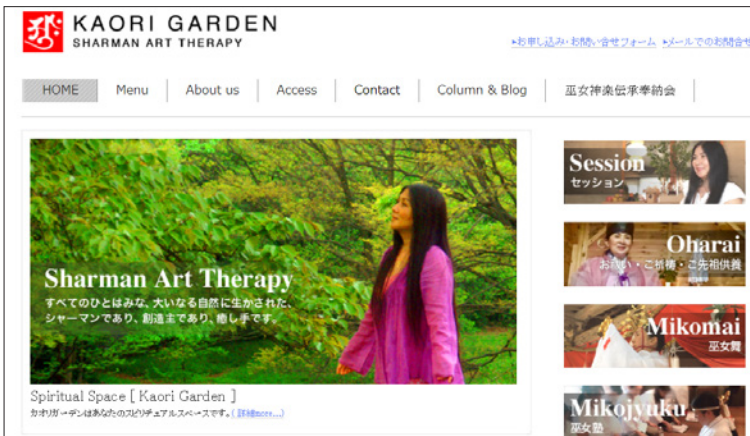 KAORI GARDEN
SHARMAN ART THERAPY
お申し込み・お問い合せフォーム メールでのお問合せ
HOME Menu About us Access Contact Column & Blog 巫女神楽伝承奉納会
Sharman Art Therapy
すべてのひとはみな、大いなる自然に生かされた、
シャーマンであり、創造主であり、癒し手です。
Session
セッション
Oharai
お祓い・ご祈祷・ご先祖供養
Mikomai
巫女舞
Mikojyuku
巫女塾
Spiritual Space [ Kaori Garden ]
カオリガーデンはあなたのスピリチュアルスペースです。(詳細more...)